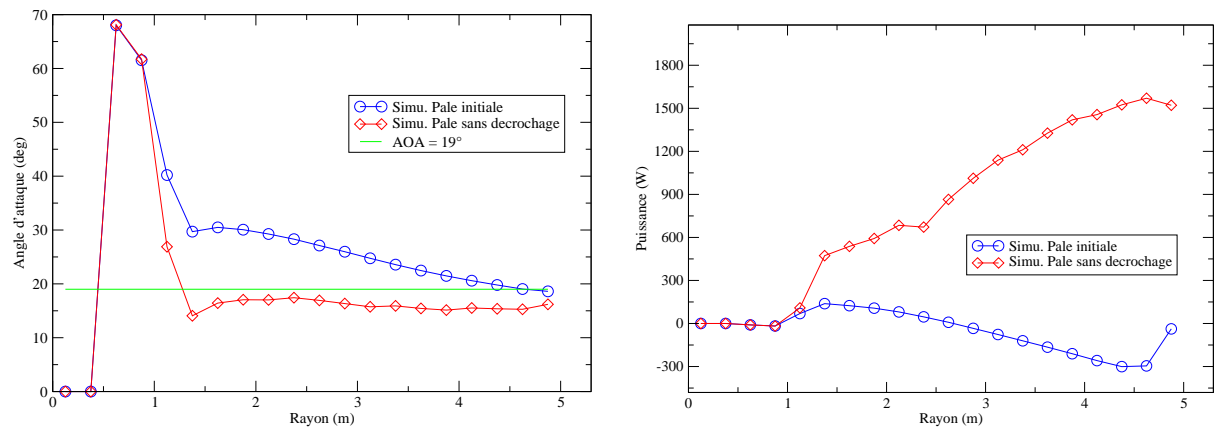 70
60
50
40
30
20
10
0
Angle d'attaque (deg)
Simu. Pale initiale
Simu. Pale sans decrochage
AOA = 19°
0 1 2 3 4 5
Rayon (m)
1800
1500
1200
900
600
300
0
-300
Puissance (W)
Simu. Pale initiale
Simu. Pale sans decrochage
0 1 2 3 4 5
Rayon (m)